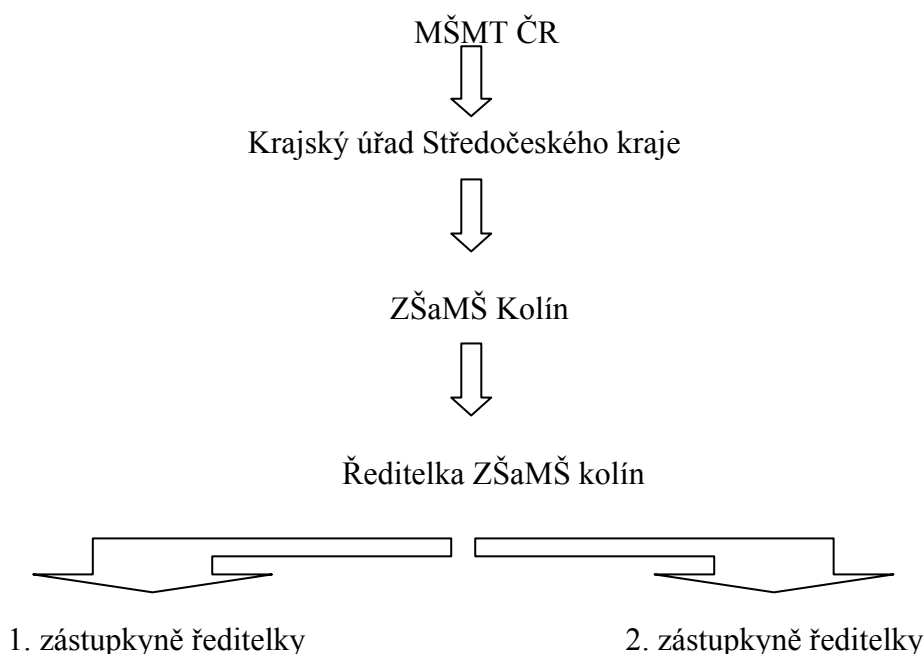 MŠMT ČR
Krajský úřad Středočeského kraje
ZŠaMŠ Kolín
Ředitelka ZŠaMŠ kolín
1. zástupkyně ředitelky 2. zástupkyně ředitelky